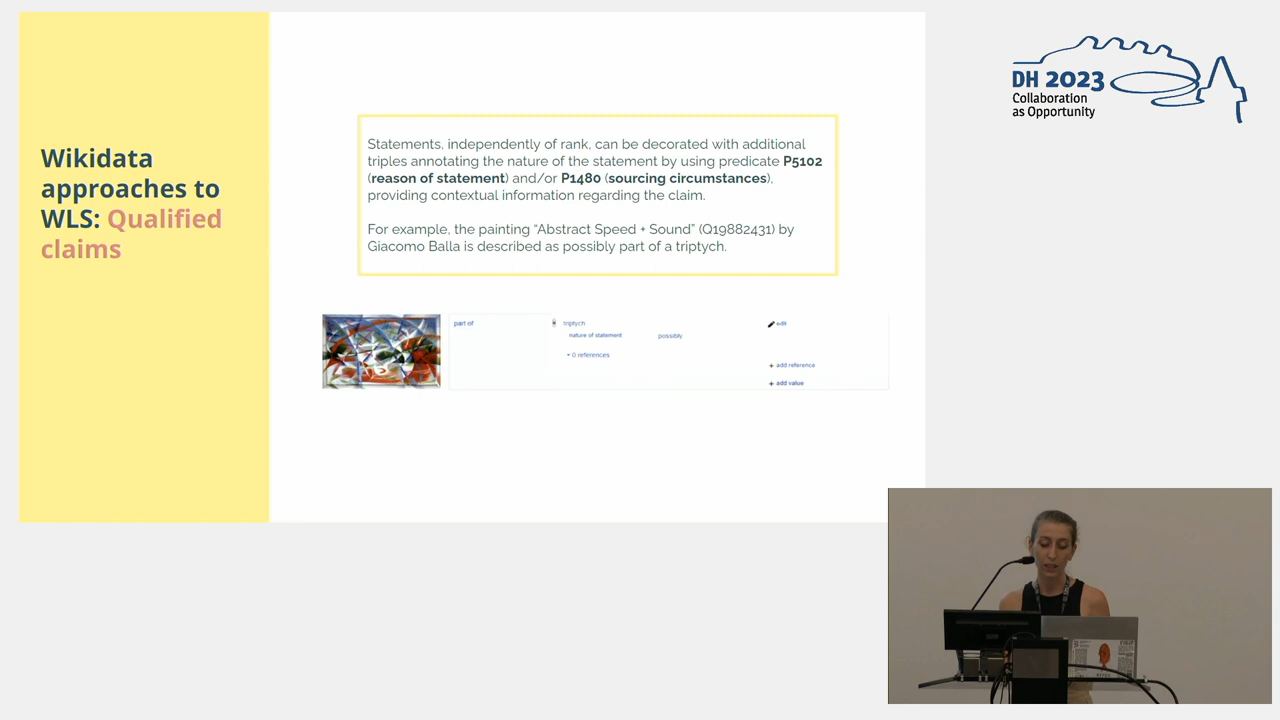 Wikidata
approaches to
WLS: Qualified
claims
Statements, independently of rank, can be decorated with additional
triples annotating the nature of the statement by using predicate P5102
(reason of statement) and/or P1480 (sourcing circumstances),
providing contextual information regarding the claim.
For example, the painting “Abstract Speed + Sound” (Q19882431) by
Giacomo Balla is described as possibly part of a triptych.
part of
triptych
edit
nature of statement
possibly
0 references
+ add reference
+ add value
DH 2023
Collaboration
as Opportunity